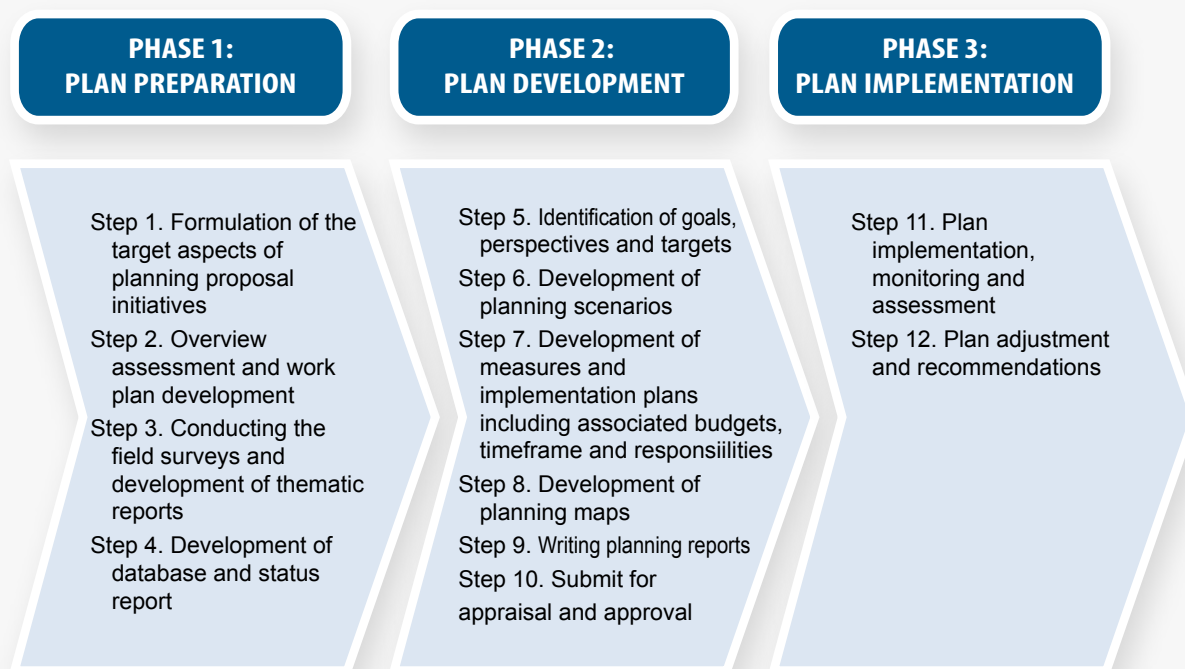 PHASE 1:
PLAN PREPARATION
Step 1. Formulation of the
target aspects of
planning proposal
initiatives
Step 2. Overview
assessment and work
plan development
Step 3. Conducting the
field surveys and
development of thematic
reports
Step 4. Development of
database and status
report
PHASE 2:
PLAN DEVELOPMENT
Step 5. Identification of goals,
perspectives and targets
Step 6. Development of
planning scenarios
Step 7. Development of
measures and
implementation plans
including associated budgets,
timeframe and responsiilities
Step 8. Development of
planning maps
Step 9. Writing planning reports
Step 10. Submit for
appraisal and approval
PHASE 3:
PLAN IMPLEMENTATION
Step 11. Plan
implementation,
monitoring and
assessment
Step 12. Plan adjustment
and recommendations